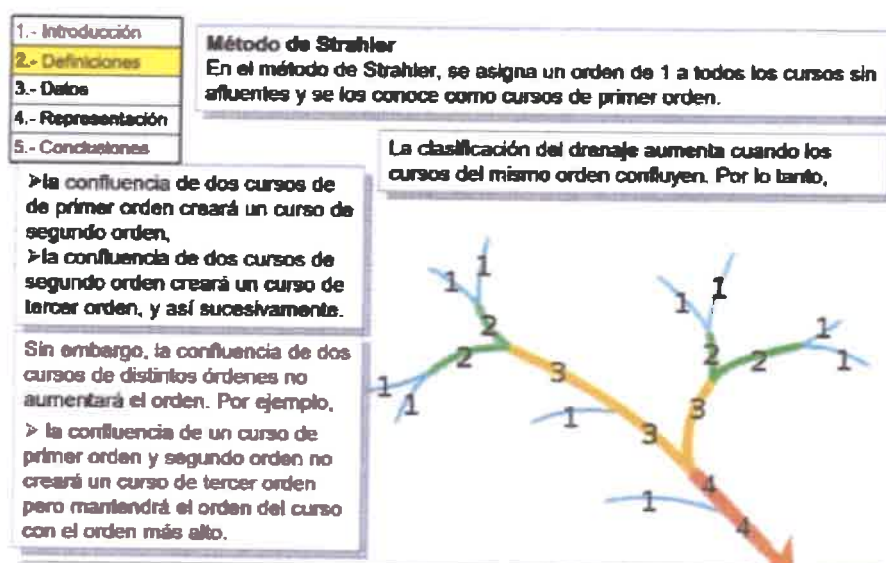 1.- Introducción
2.- Definiciones
3.- Datos
4.- Representación
5.- Conclusiones
Método de Strahler
En el método de Strahler, se asigna un orden de 1 a todos los cursos sin
afluentes y se los conoce como cursos de primer orden.
La clasificación del drenaje aumenta cuando los
cursos del mismo orden confluyen. Por lo tanto,
➢la confluencia de dos cursos de
de primer orden creará un curso de
segundo orden,
➢la confluencia de dos cursos de
segundo orden creará un curso de
tercer orden, y así sucesivamente.
Sin embargo, la confluencia de dos
cursos de distintos órdenes no
aumentará el orden. Por ejemplo,
➢ la confluencia de un curso de
primer orden y segundo orden no
creará un curso de tercer orden
pero mantendrá el orden del curso
con el orden más alto.
1 1 1 1
2 2 1
2 3 2 1
1 1 3
1 3
4
1 4